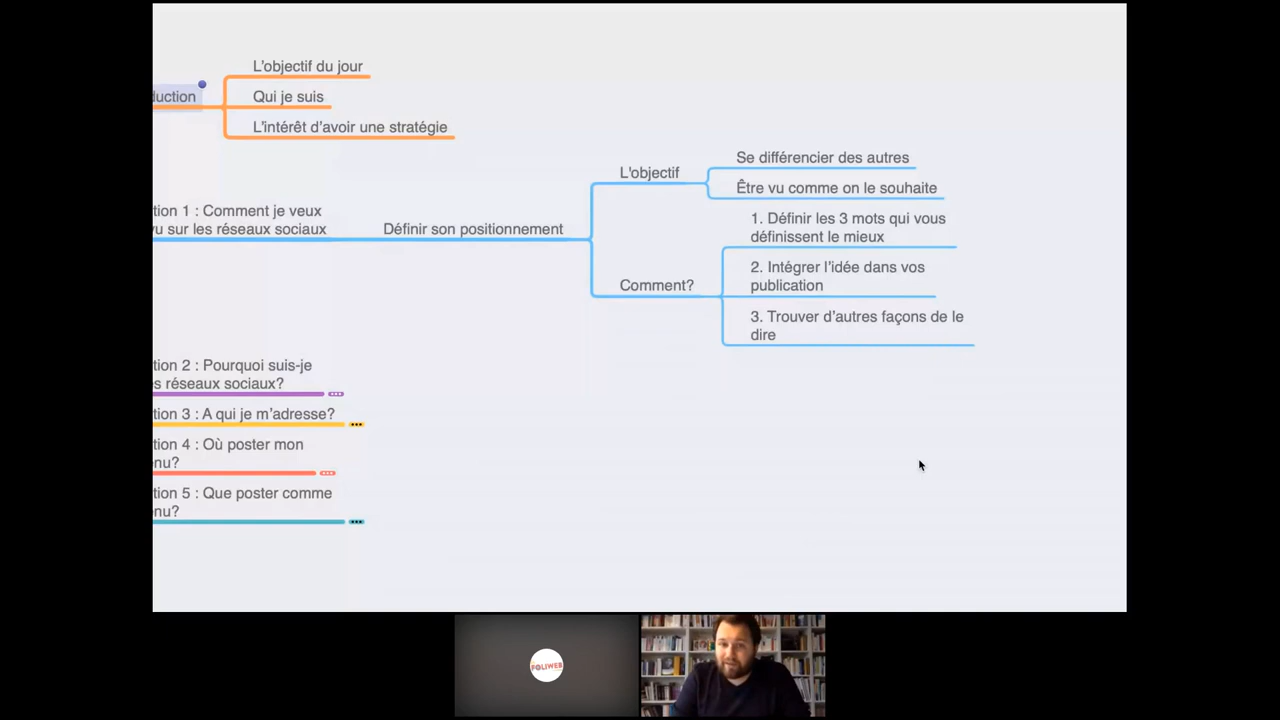 L'objectif du jour
duction
Qui je suis
L'intérêt d'avoir une stratégie
Se différencier des autres
L'objectif
Être vu comme on le souhaite
tion 1 : Comment je veux
vu sur les réseaux sociaux
Définir son positionnement
1. Définir les 3 mots qui vous
définissent le mieux
Comment?
2. Intégrer l'idée dans vos
publication
3. Trouver d'autres façons de le
dire
tion 2 : Pourquoi suis-je
s réseaux sociaux?
tion 3 : A qui je m'adresse?
tion 4 : Où poster mon
nu?
tion 5 : Que poster comme
nu?
FOLIWEB